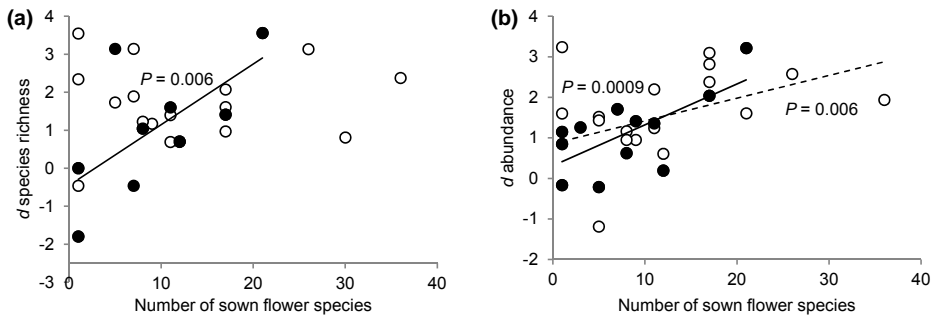 (a)
4
3
2
1
0
-1
-2
-3
d species richness
P = 0.006
0 10 20 30 40
Number of sown flower species
(b)
4
3
2
1
0
-1
-2
d abundance
P = 0.0009
P = 0.006
0 10 20 30 40
Number of sown flower species